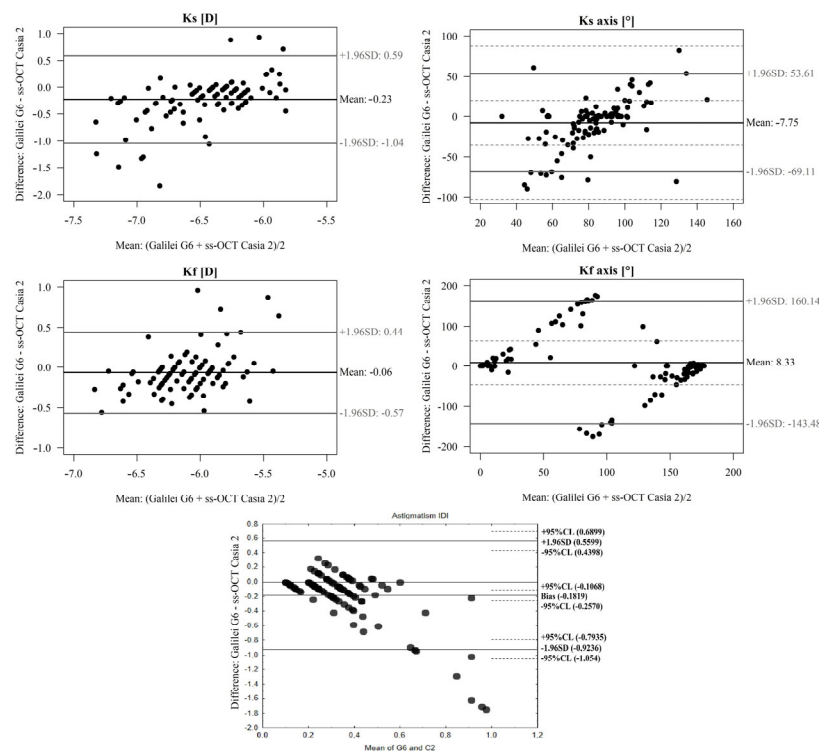 Ks [D]
Difference: Galilei G6 - ss-OCT Casia 2
1.0
0.5
0.0
-0.5
-1.0
-1.5
-2.0
+1.96SD: 0.59
Mean: -0.23
-1.96SD: -1.04
-7.5 -7.0 -6.5 -6.0 -5.5
Mean: (Galilei G6 + ss-OCT Casia 2)/2
Ks axis [°]
Difference: Galilei G6 - ss-OCT Casia 2
100
50
0
-50
-100
+1.96SD: 53.61
Mean: -7.75
-1.96SD: -69.11
20 40 60 80 100 120 140 160
Mean: (Galilei G6 + ss-OCT Casia 2)/2
Kf [D]
Difference: Galilei G6 - ss-OCT Casia 2
1.0
0.5
0.0
-0.5
-1.0
+1.96SD: 0.44
Mean: -0.06
-1.96SD: -0.57
-7.0 -6.5 -6.0 -5.5
Mean: (Galilei G6 + ss-OCT Casia 2)/2
Kf axis [°]
Difference: Galilei G6 - ss-OCT Casia 2
200
100
0
-100
-200
+1.96SD: 160.14
Mean: 8.33
-1.96SD: -143.48
0 50 100 150 200
Mean: (Galilei G6 + ss-OCT Casia 2)/2
Astigmatism IDI
Difference: Galilei G6 - ss-OCT Casia 2
0.8
0.6
0.4
0.2
0.0
-0.2
-0.4
-0.6
-0.8
-1.0
-1.2
-1.4
-1.6
-1.8
-2.0
+95%CL (0.6899)
+1.96SD (0.5599)
-95%CL (0.4398)
+95%CL (-0.1068)
Bias (-0.1819)
-95%CL (-0.2570)
+95%CL (-0.7935)
-1.96SD (-0.9236)
-95%CL (-1.054)
0.0 0.2 0.4 0.6 0.8 1.0 1.2
Mean of G6 and C2